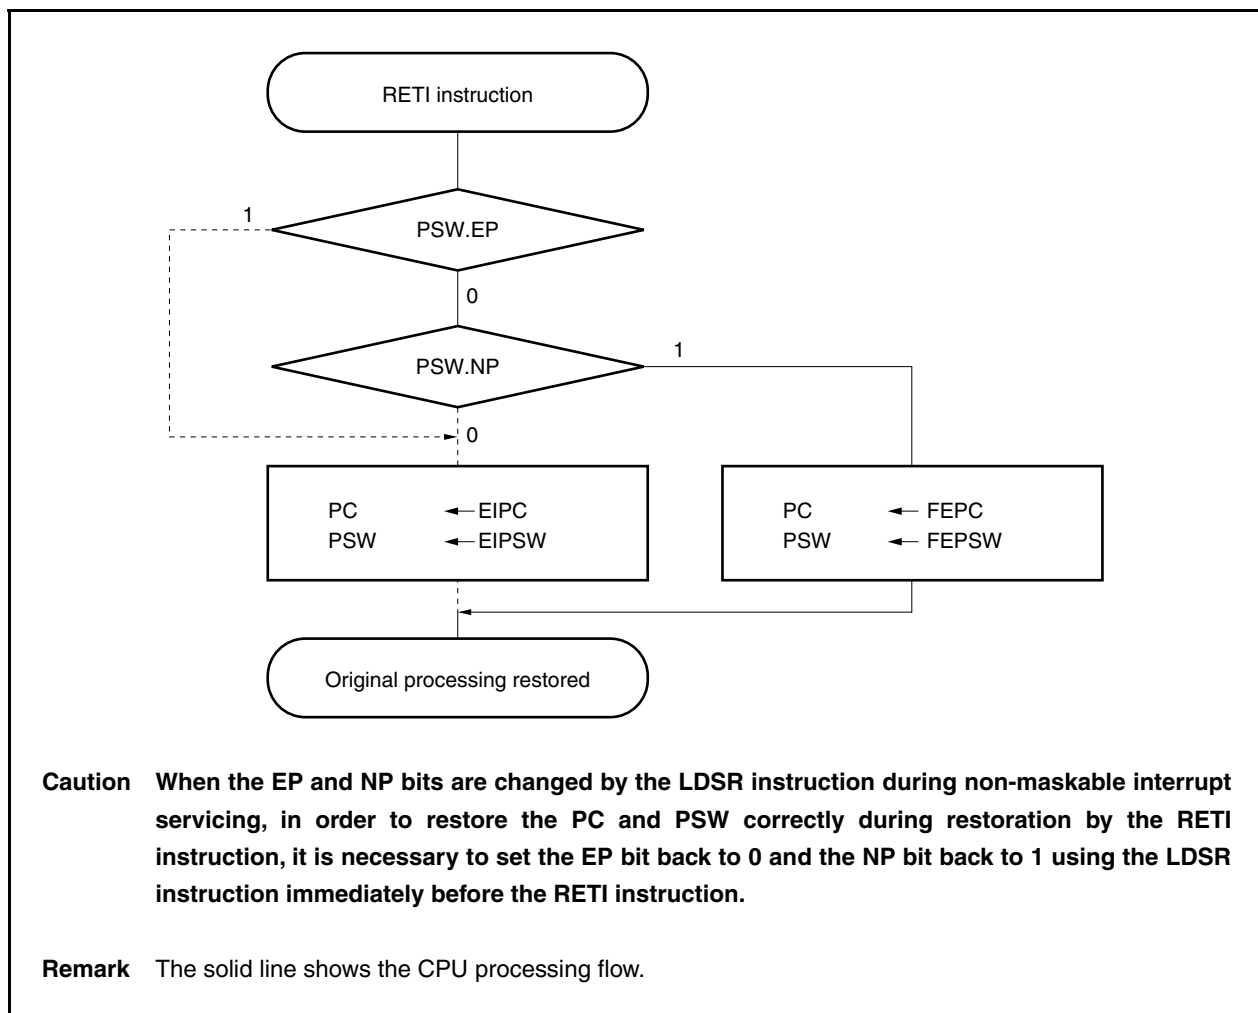 RETI instruction
1
PSW.EP
0
1
PSW.NP
0
PC ← EIPC
PSW ← EIPSW
PC ← FEPC
PSW ← FEPSW
Original processing restored
Caution When the EP and NP bits are changed by the LDSR instruction during non-maskable interrupt
servicing, in order to restore the PC and PSW correctly during restoration by the RETI
instruction, it is necessary to set the EP bit back to 0 and the NP bit back to 1 using the LDSR
instruction immediately before the RETI instruction.
Remark The solid line shows the CPU processing flow.